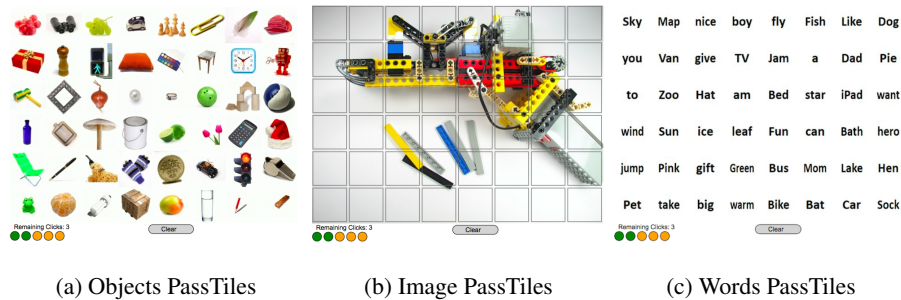 Sky Map nice boy fly Fish Like Dog
you Van give TV Jam a Dad Pie
to Zoo Hat am Bed star iPad want
wind Sun ice leaf Fun can Bath hero
jump Pink gift Green Bus Mom Lake Hen
Pet take big warm Bike Bat Car Sock
Remaining Clicks: 3 Clear
Remaining Clicks: 3 Clear
Remaining Clicks: 3 Clear
(a) Objects PassTiles (b) Image PassTiles (c) Words PassTiles